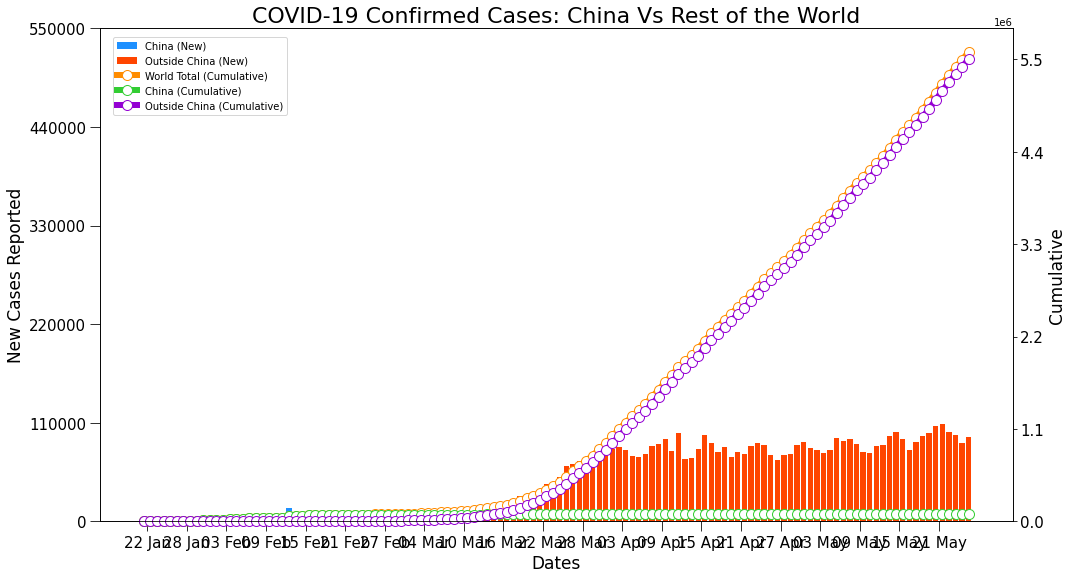 COVID-19 Confirmed Cases: China Vs Rest of the World
1e6
China (New)
Outside China (New)
World Total (Cumulative)
China (Cumulative)
Outside China (Cumulative)
550000
440000
330000
220000
110000
0
New Cases Reported
5.5
4.4
3.3
2.2
1.1
0.0
Cumulative
22 Jan 28 Jan 03 Feb 09 Feb 15 Feb 21 Feb 27 Feb 04 Mar 10 Mar 16 Mar 22 Mar 28 Mar 03 Apr 09 Apr 15 Apr 21 Apr 27 Apr 03 May 09 May 15 May 21 May
Dates